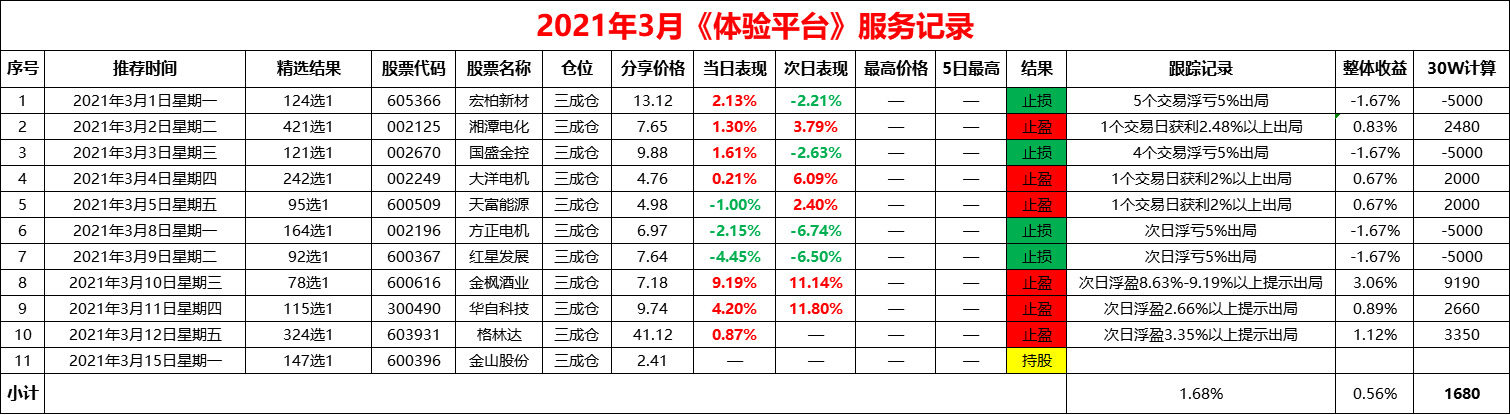 2021年3月《体验平台》服务记录
序号 推荐时间 精选结果 股票代码 股票名称 仓位 分享价格 当日表现 次日表现 最高价格 5日最高 结果 跟踪记录 整体收益 30W计算
1 2021年3月1日星期一 124选1 605366 宏柏新材 三成仓 13.12 2.13% -2.21% — — 止损 5个交易浮亏5%出局 -1.67% -5000
2 2021年3月2日星期二 421选1 002125 湘潭电化 三成仓 7.65 1.30% 3.79% — — 止盈 1个交易日获利2.48%以上出局 0.83% 2480
3 2021年3月3日星期三 121选1 002670 国盛金控 三成仓 9.88 1.61% -2.63% — — 止损 4个交易浮亏5%出局 -1.67% -5000
4 2021年3月4日星期四 242选1 002249 大洋电机 三成仓 4.76 0.21% 6.09% — — 止盈 1个交易日获利2%以上出局 0.67% 2000
5 2021年3月5日星期五 95选1 600509 天富能源 三成仓 4.98 -1.00% 2.40% — — 止盈 1个交易日获利2%以上出局 0.67% 2000
6 2021年3月8日星期一 164选1 002196 方正电机 三成仓 6.97 -2.15% -6.74% — — 止损 次日浮亏5%出局 -1.67% -5000
7 2021年3月9日星期二 92选1 600367 红星发展 三成仓 7.64 -4.45% -6.50% — — 止损 次日浮亏5%出局 -1.67% -5000
8 2021年3月10日星期三 78选1 600616 金枫酒业 三成仓 7.18 9.19% 11.14% — — 止盈 次日浮盈8.63%-9.19%以上提示出局 3.06% 9190
9 2021年3月11日星期四 115选1 300490 华自科技 三成仓 9.74 4.20% 11.80% — — 止盈 次日浮盈2.66%以上提示出局 0.89% 2660
10 2021年3月12日星期五 324选1 603931 格林达 三成仓 41.12 0.87% — — — 止盈 次日浮盈3.35%以上提示出局 1.12% 3350
11 2021年3月15日星期一 147选1 600396 金山股份 三成仓 2.41 — — — — 持股
小计 1.68% 0.56% 1680